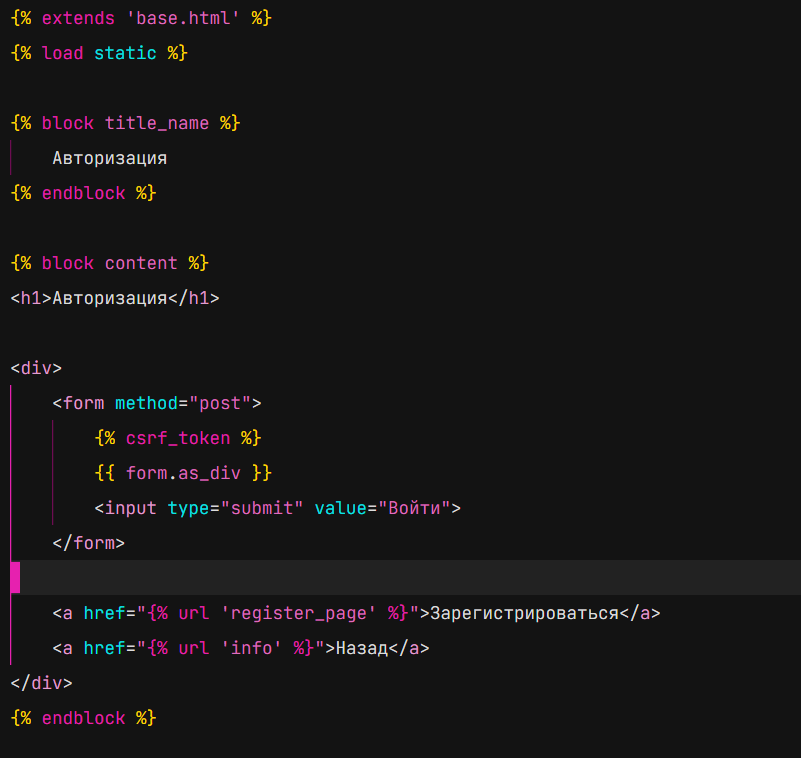 {% extends 'base.html' %}
{% load static %}
{% block title_name %}
Авторизация
{% endblock %}
{% block content %}
<h1>Авторизация</h1>
<div>
<form method="post">
{% csrf_token %}
{{ form.as_div }}
<input type="submit" value="Войти">
</form>
<a href="{% url 'register_page' %}">Зарегистрироваться</a>
<a href="{% url 'info' %}">Назад</a>
</div>
{% endblock %}